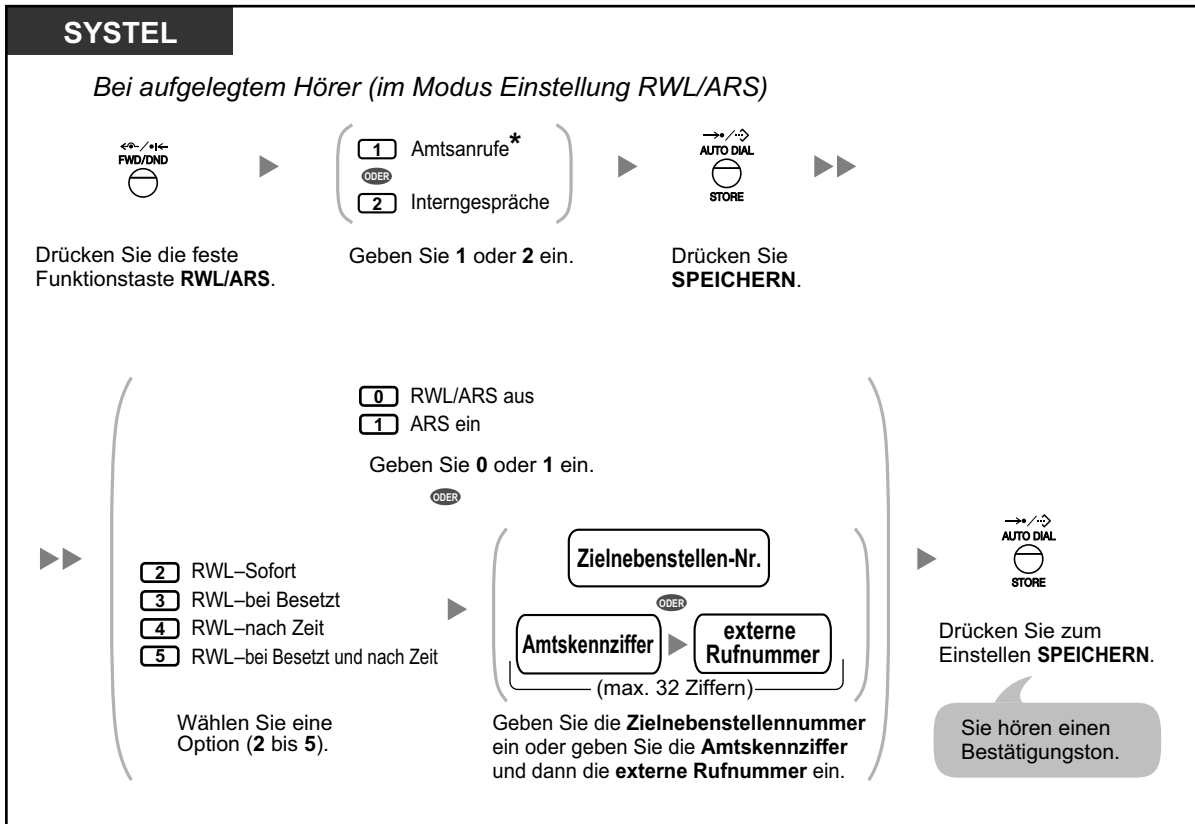 SYSTEL
Bei aufgelegtem Hörer (im Modus Einstellung RWL/ARS)
FWD/DND
1 Amtsanrufe*
ODER
2 Interngespräche
AUTO DIAL
STORE
Drücken Sie die feste
Funktionstaste RWL/ARS.
Geben Sie 1 oder 2 ein.
Drücken Sie
SPEICHERN.
0 RWL/ARS aus
1 ARS ein
Geben Sie 0 oder 1 ein.
ODER
2 RWL–Sofort
3 RWL–bei Besetzt
4 RWL–nach Zeit
5 RWL–bei Besetzt und nach Zeit
Wählen Sie eine
Option (2 bis 5).
Zielnebenstellen-Nr.
ODER
Amtskennziffer
externe
Rufnummer
(max. 32 Ziffern)
Geben Sie die Zielnebenstellennummer
ein oder geben Sie die Amtskennziffer
und dann die externe Rufnummer ein.
AUTO DIAL
STORE
Drücken Sie zum
Einstellen SPEICHERN.
Sie hören einen
Bestätigungston.